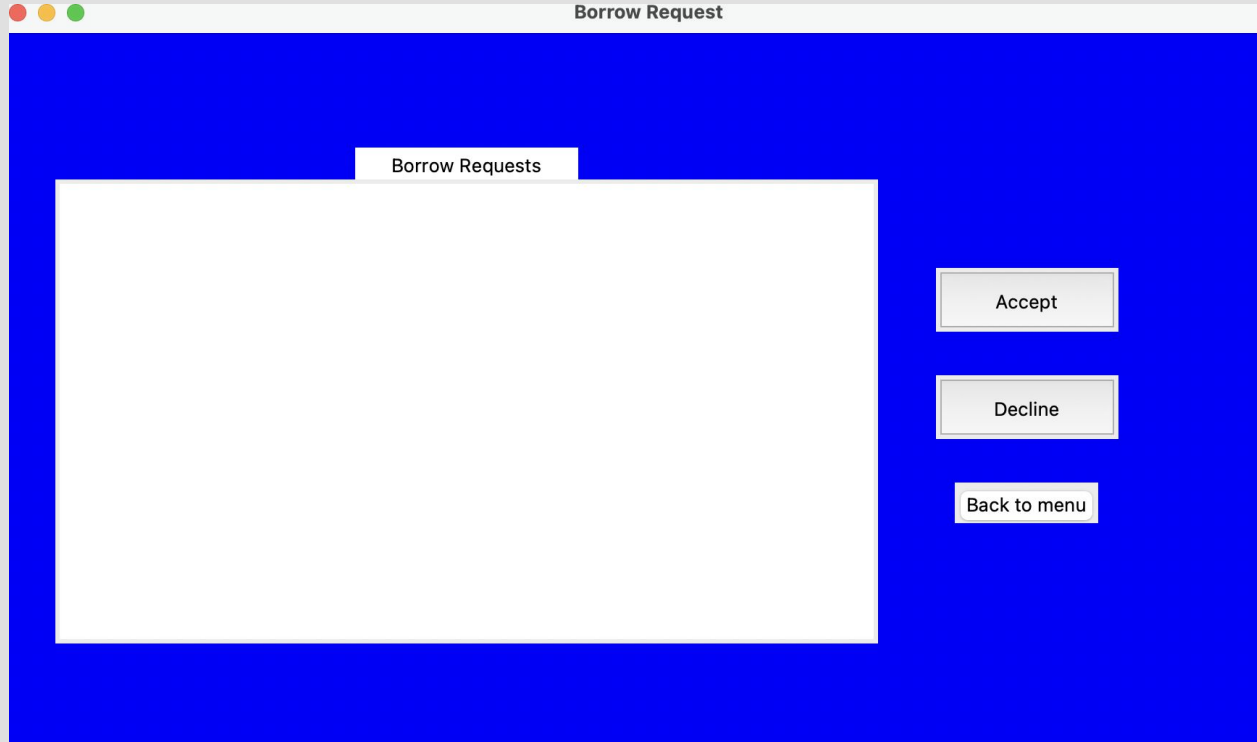 Borrow Request
Borrow Requests
Accept
Decline
Back to menu